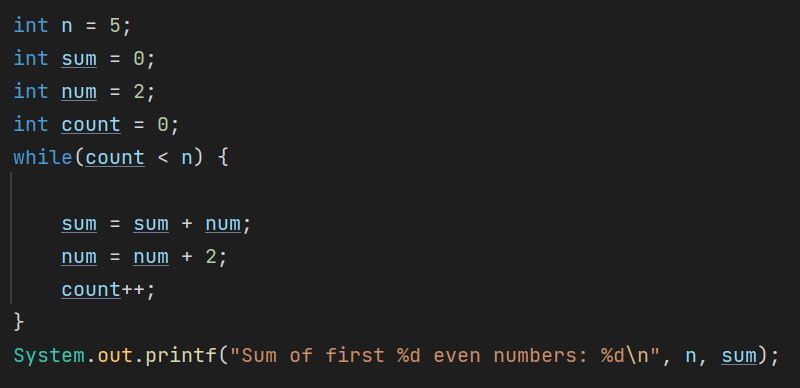 int n = 5;
int sum = 0;
int num = 2;
int count = 0;
while(count < n) {
sum = sum + num;
num = num + 2;
count++;
}
System.out.printf("Sum of first %d even numbers: %d\n", n, sum);